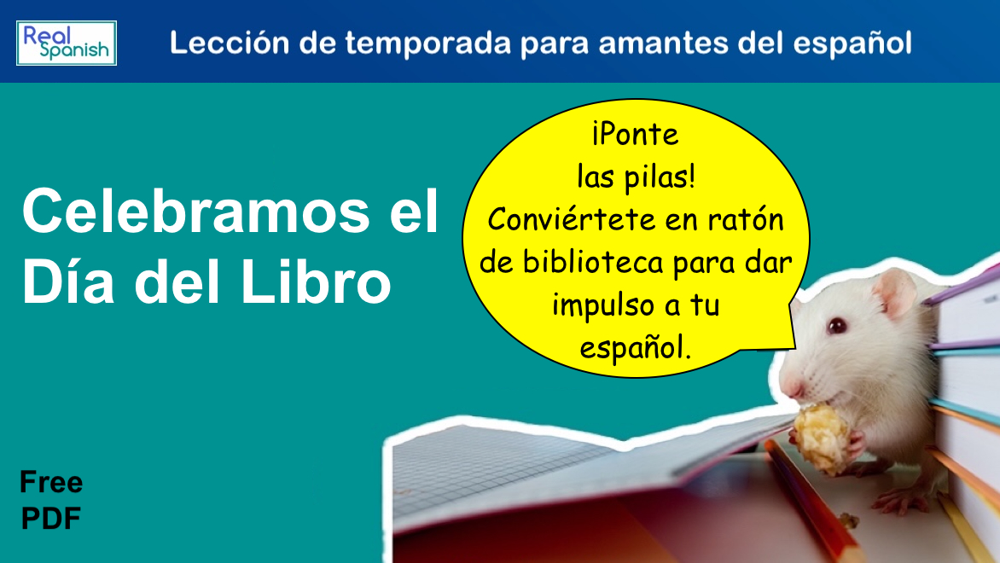 Real
Spanish
Lección de temporada para amantes del español
¡Ponte
las pilas!
Conviértete en ratón
de biblioteca para dar
impulso a tu
español.
Celebramos el
Día del Libro
Free
PDF